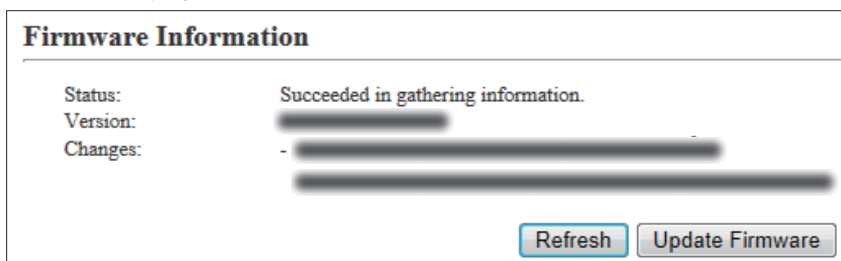 Firmware Information
Status: Succeeded in gathering information.
Version:
Changes: -
Refresh Update Firmware